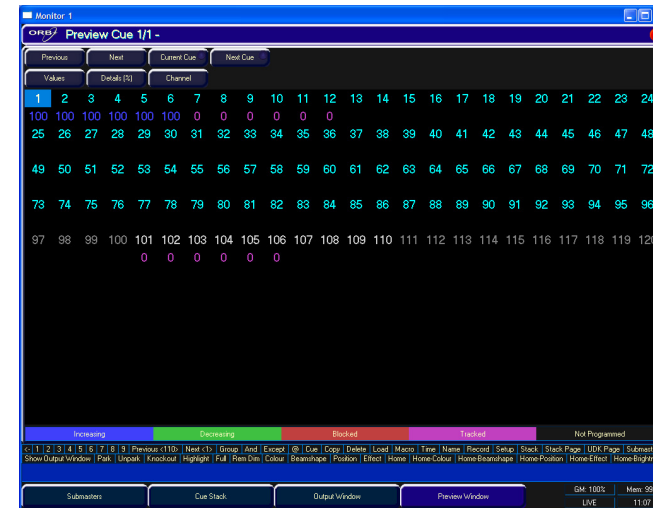 Monitor 1
ORB Preview Cue 1/1 -
Previous Next Current Cue Next Cue
Values Details (%) Channel
1 2 3 4 5 6 7 8 9 10 11 12 13 14 15 16 17 18 19 20 21 22 23 24
100 100 100 100 100 100 0 0 0 0 0 0
25 26 27 28 29 30 31 32 33 34 35 36 37 38 39 40 41 42 43 44 45 46 47 48
49 50 51 52 53 54 55 56 57 58 59 60 61 62 63 64 65 66 67 68 69 70 71 72
73 74 75 76 77 78 79 80 81 82 83 84 85 86 87 88 89 90 91 92 93 94 95 96
97 98 99 100 101 102 103 104 105 106 107 108 109 110 111 112 113 114 115 116 117 118 119 120
0 0 0 0 0 0
Increasing Decreasing Blocked Tracked Not Programmed
<- 1 2 3 4 5 6 7 8 9 Previous <110> Next <1> Group And Except @ Cue Copy Delete Load Macro Time Name Record Setup Stack Stack Page UDK Page Submast
Show Output Window Park Unpark Knockout Highlight Full Rem Dim Colour Beamshape Position Effect Home Home-Colour Home-Beamshape Home-Position Home-Effect Home-Brightn
Submasters Cue Stack Output Window Preview Window GM: 100% Mem: 99
LIVE 11:07